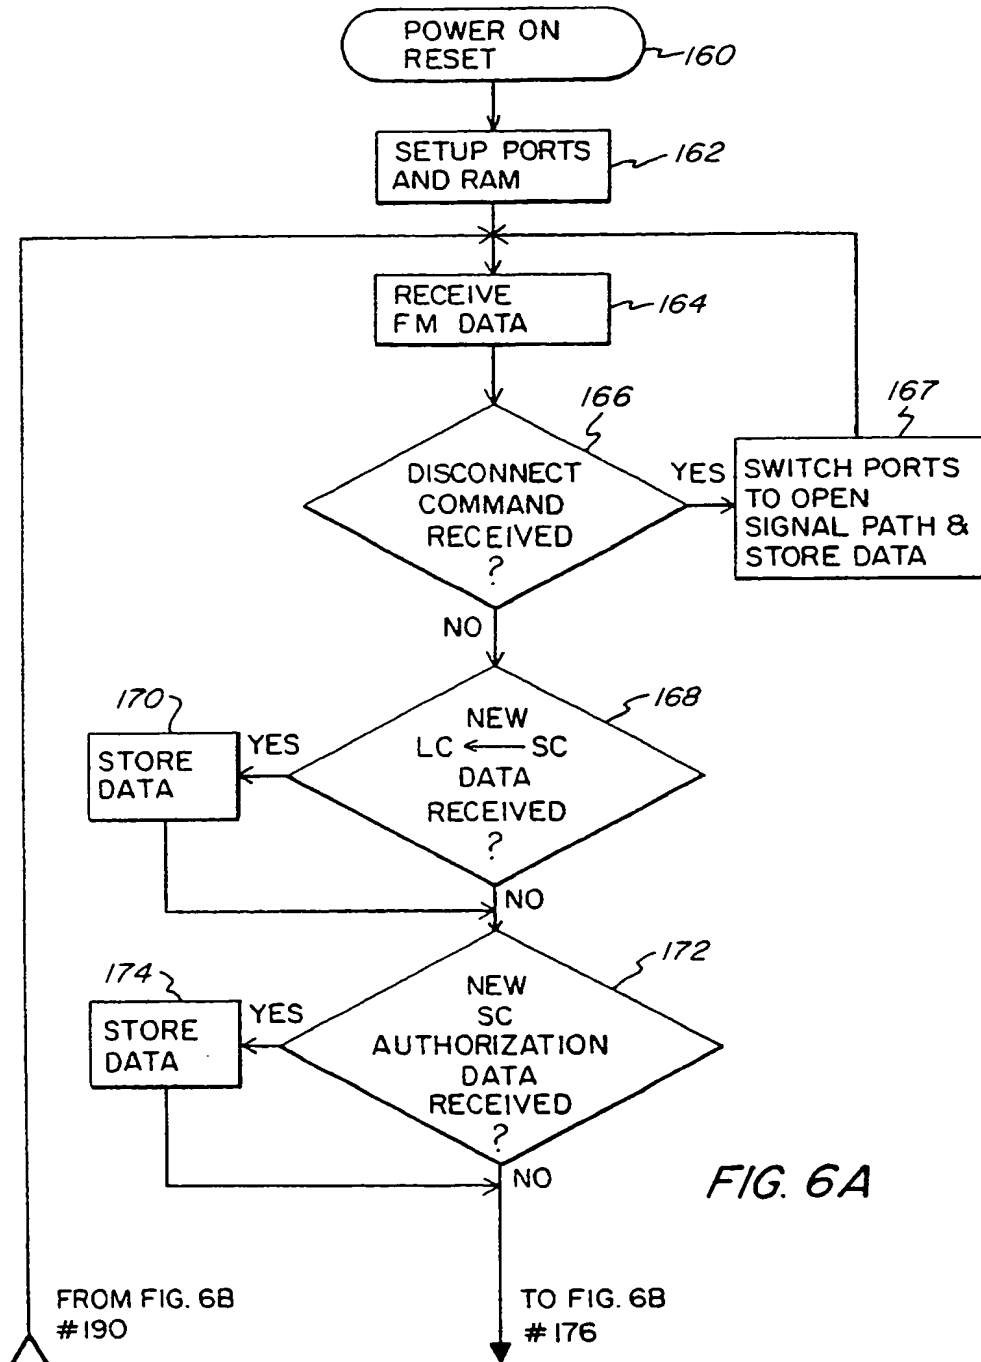 POWER ON
RESET
160
SETUP PORTS
AND RAM
162
RECEIVE
FM DATA
164
166
DISCONNECT
COMMAND
RECEIVED
?
YES
167
SWITCH PORTS
TO OPEN
SIGNAL PATH &
STORE DATA
NO
168
NEW
LC ← SC
DATA
RECEIVED
?
YES
170
STORE
DATA
NO
172
NEW
SC
AUTHORIZATION
DATA
RECEIVED
?
YES
174
STORE
DATA
NO
FIG. 6A
FROM FIG. 6B
#190
TO FIG. 6B
#176